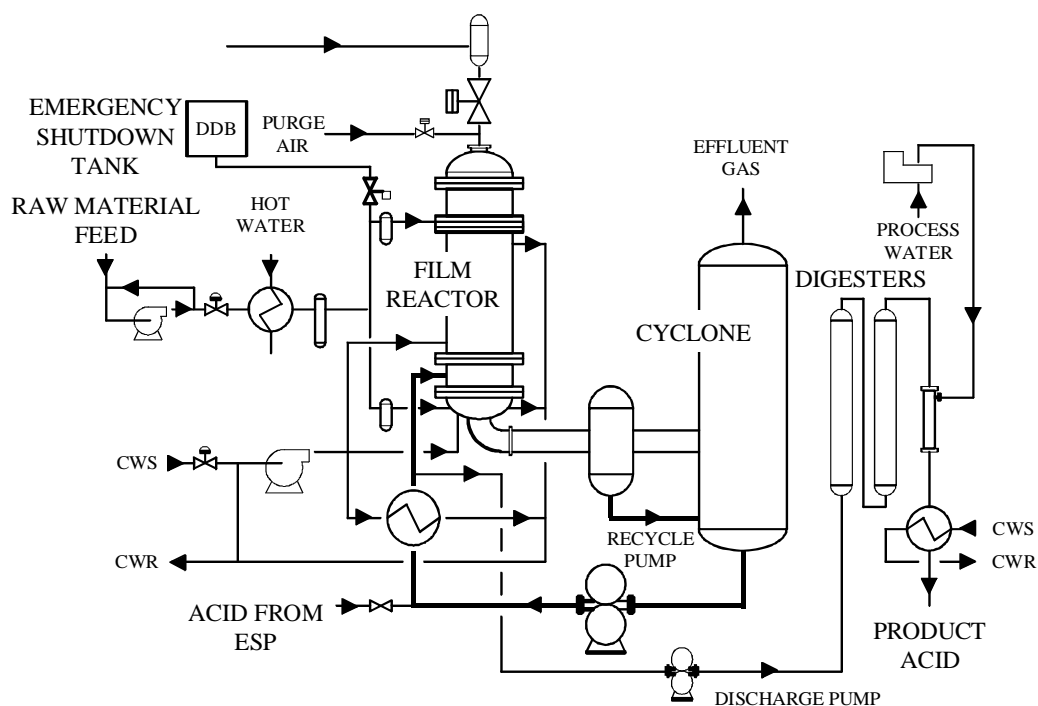 EMERGENCY
SHUTDOWN
TANK
DDB
PURGE
AIR
EFFLUENT
GAS
RAW MATERIAL
FEED
HOT
WATER
PROCESS
WATER
FILM
REACTOR
DIGESTERS
CYCLONE
CWS
CWR
RECYCLE
PUMP
CWS
CWR
ACID FROM
ESP
PRODUCT
ACID
DISCHARGE PUMP